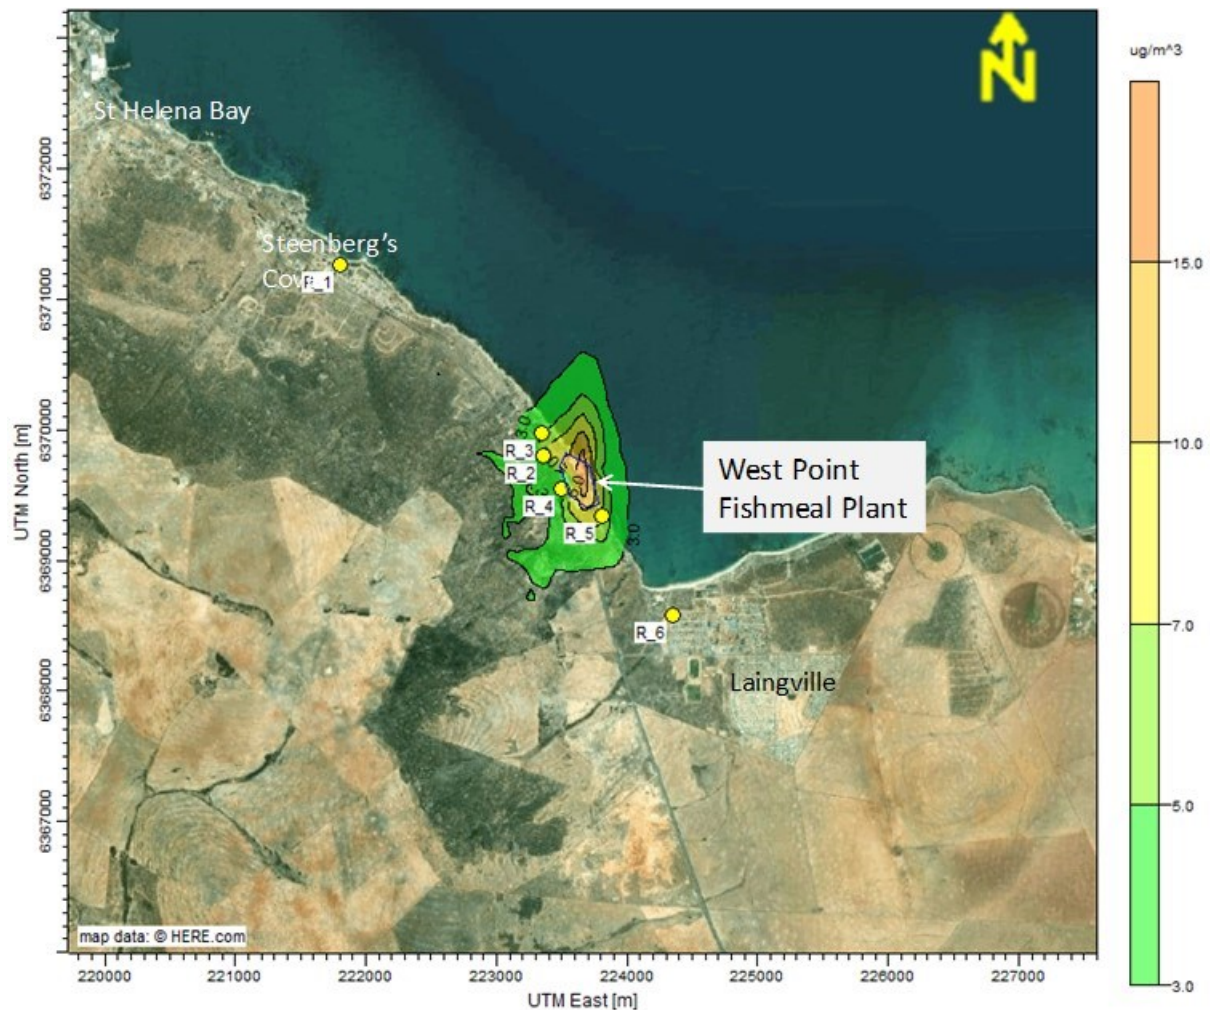 N
ug/m^3
St Helena Bay
Steenberg's
Cov
R_1
3.0
R_3
R_2
R_4
R_5
3.0
R_6
West Point
Fishmeal Plant
Laingville
map data: © HERE.com
15.0
10.0
7.0
5.0
3.0
UTM North [m]
6372000
6371000
6370000
6369000
6368000
6367000
220000 221000 222000 223000 224000 225000 226000 227000
UTM East [m]